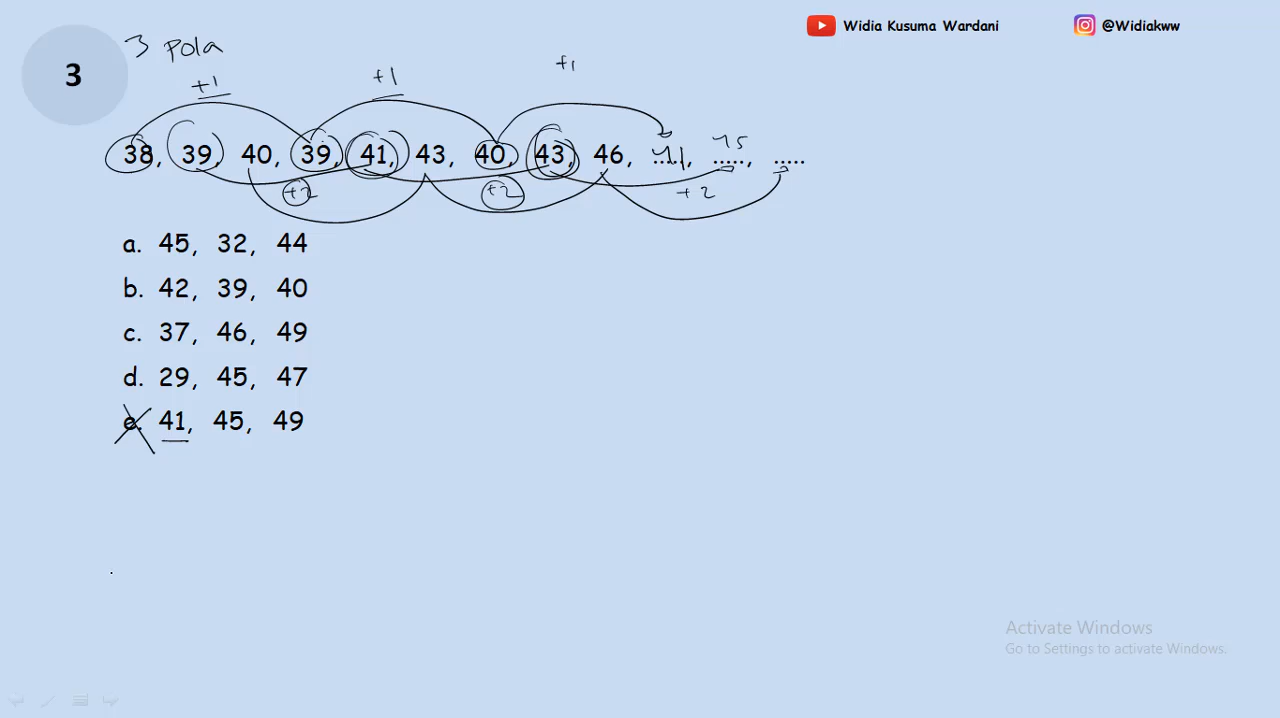 Widia Kusuma Wardani @Widiakww
3 pola
3
+1 +1 +1
38, 39, 40, 39, 41, 43, 40, 43, 46, ....., ....., .....
41 45
+2 +2 +2
a. 45, 32, 44
b. 42, 39, 40
c. 37, 46, 49
d. 29, 45, 47
e. 41, 45, 49
Activate Windows
Go to Settings to activate Windows.